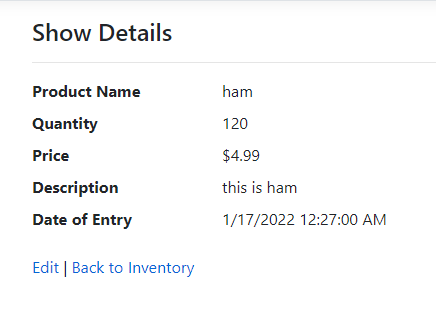 Show Details
Product Name ham
Quantity 120
Price $4.99
Description this is ham
Date of Entry 1/17/2022 12:27:00 AM
Edit | Back to Inventory